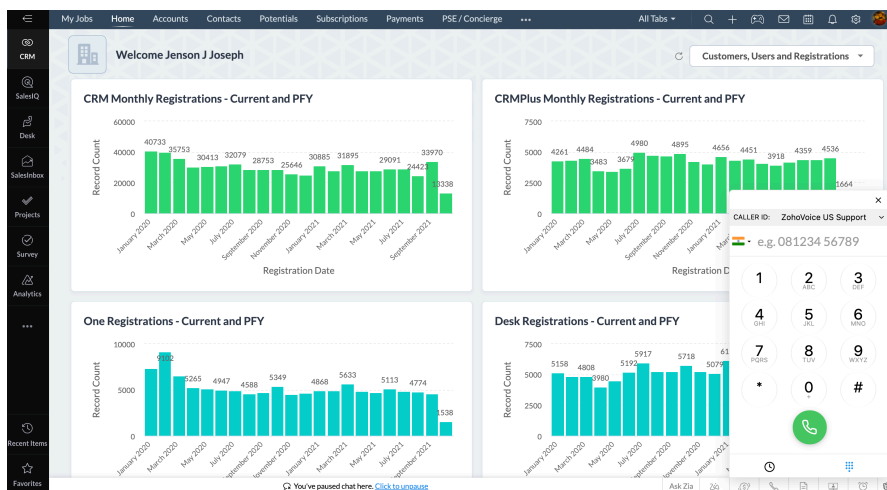 My Jobs Home Accounts Contacts Potentials Subscriptions Payments PSE / Concierge ••• All Tabs
CRM
SalesIQ
Desk
SalesInbox
Projects
Survey
Analytics
Recent Items
Favorites
Welcome Jenson J Joseph
Customers, Users and Registrations
CRM Monthly Registrations - Current and PFY
Record Count
60000
40000
20000
0
40733 35753 30413 32079 28753 25646 30885 31895 29091 24423 33970 13338
January 2020 March 2020 May 2020 July 2020 September 2020 November 2020 January 2021 March 2021 May 2021 July 2021 September 2021
Registration Date
CRMPlus Monthly Registrations - Current and PFY
Record Count
7500
5000
2500
0
4261 4484 3483 3679 4980 4895 4656 4451 3918 4359 4536 1664
January 2020 March 2020 May 2020 July 2020 September 2020 November 2020 January 2021
Registration D
One Registrations - Current and PFY
Record Count
10000
5000
0
9102 5265 4947 4588 5349 4868 5633 5113 4774 1538
January 2020 March 2020 May 2020 July 2020 September 2020 November 2020 January 2021 March 2021 May 2021 July 2021 September 2021
Desk Registrations - Current and PFY
Record Count
7500
5000
2500
0
5158 4808 3980 5192 5917 5718 5079 61
January 2020 March 2020 May 2020 July 2020 September 2020 November 2020 January 2021
CALLER ID: ZohoVoice US Support
e.g. 081234 56789
1 2 ABC 3 DEF
4 GHI 5 JKL 6 MNO
7 PQRS 8 TUV 9 WXYZ
* 0 + #
You've paused chat here. Click to unpause
Ask Zia